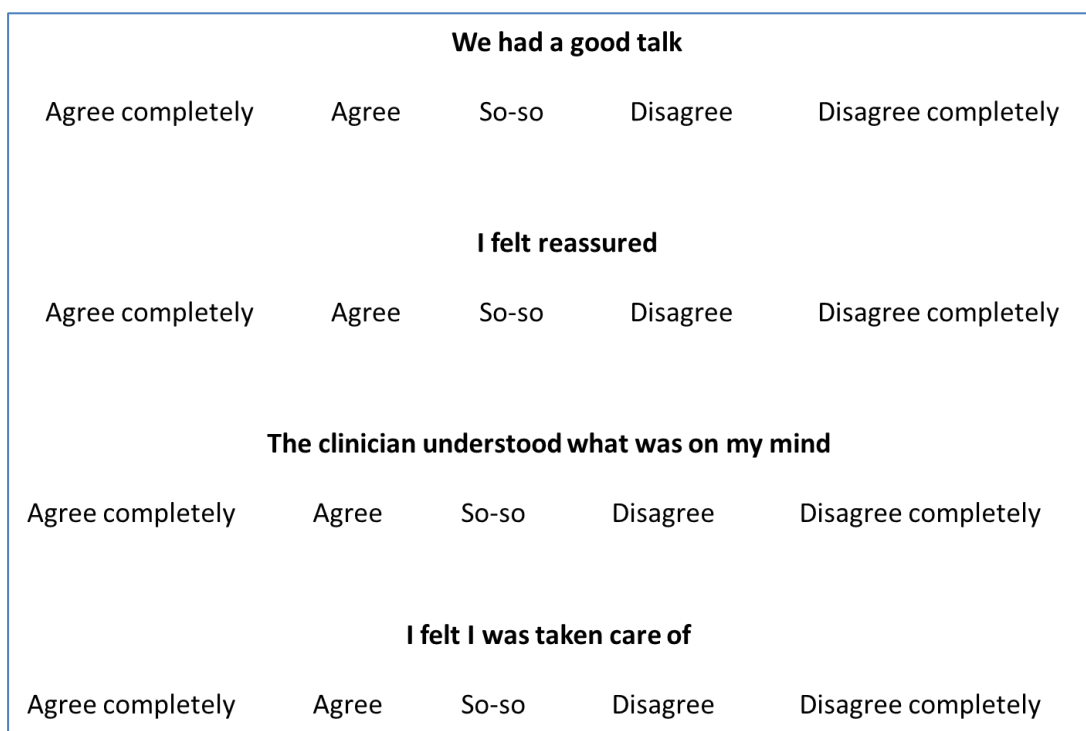 We had a good talk
Agree completely Agree So-so Disagree Disagree completely
I felt reassured
Agree completely Agree So-so Disagree Disagree completely
The clinician understood what was on my mind
Agree completely Agree So-so Disagree Disagree completely
I felt I was taken care of
Agree completely Agree So-so Disagree Disagree completely